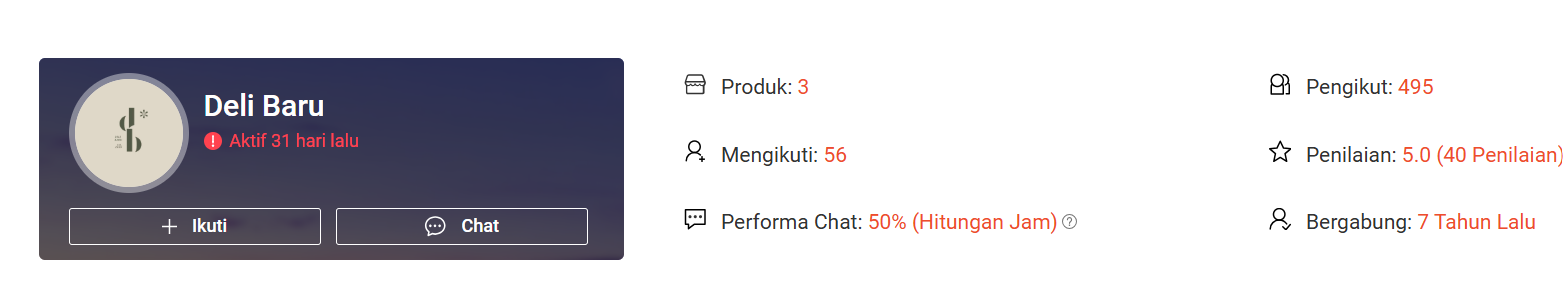 Deli Baru
Aktif 31 hari lalu
Ikuti
Chat
Produk: 3
Mengikuti: 56
Performa Chat: 50% (Hitungan Jam)
Pengikut: 495
Penilaian: 5.0 (40 Penilaian)
Bergabung: 7 Tahun Lalu
db